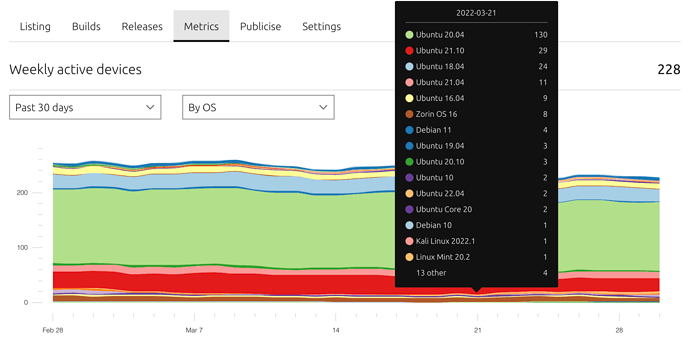 Listing Builds Releases Metrics Publicise Settings
Weekly active devices 228
Past 30 days By OS
2022-03-21
Ubuntu 20.04 130
Ubuntu 21.10 29
Ubuntu 18.04 24
Ubuntu 21.04 11
Ubuntu 16.04 9
Zorin OS 16 8
Debian 11 4
Ubuntu 19.04 3
Ubuntu 20.10 3
Ubuntu 10 2
Ubuntu 22.04 2
Ubuntu Core 20 2
Debian 10 1
Kali Linux 2022.1 1
Linux Mint 20.2 1
13 other 4
200
100
0
Feb 28 Mar 7 14 21 28